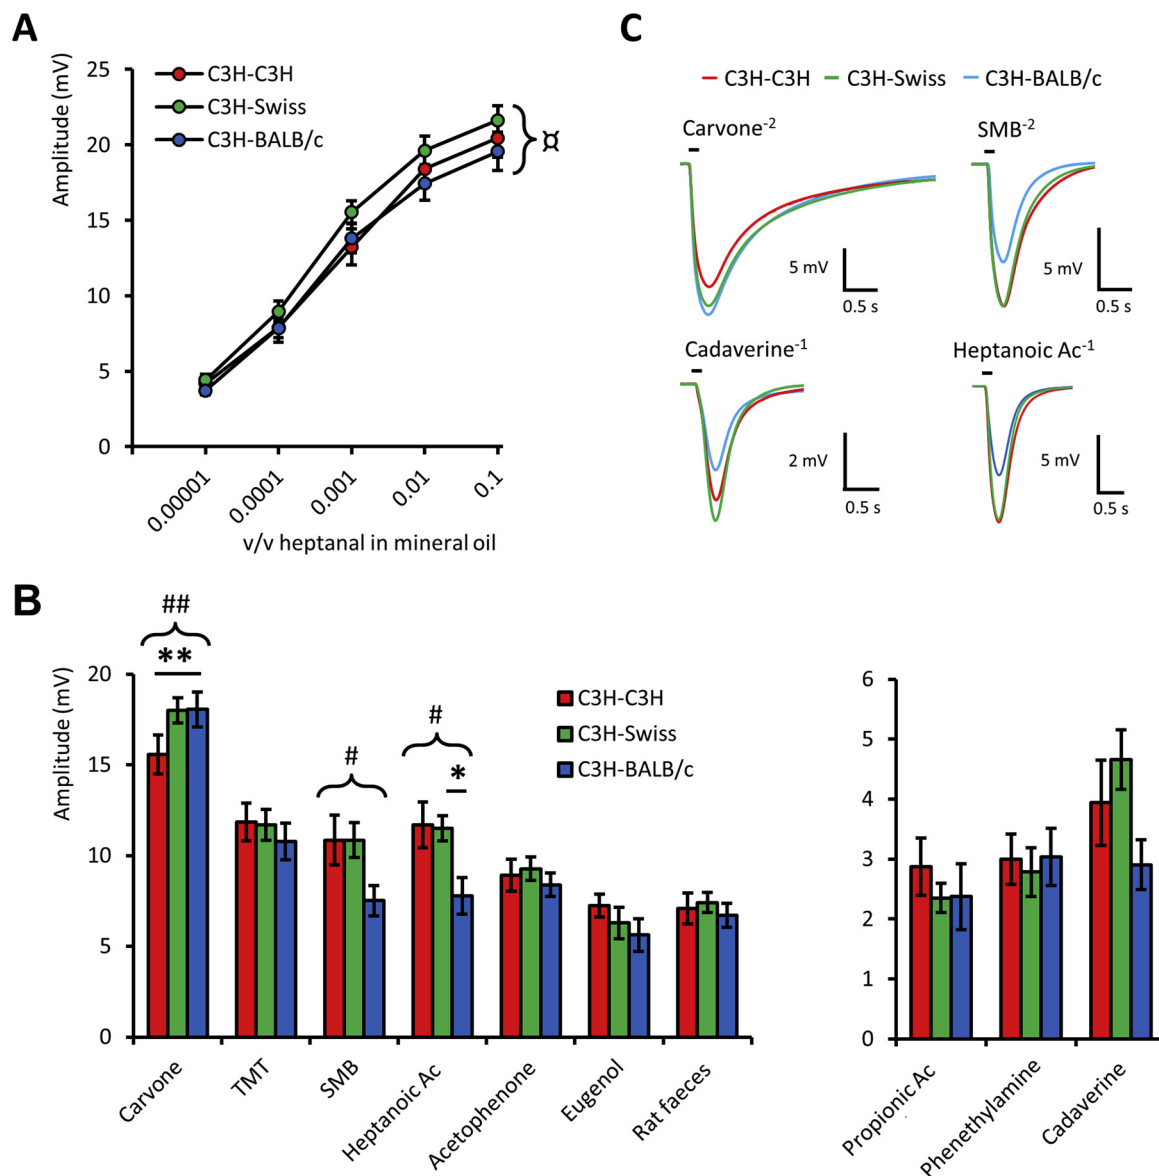 A
Amplitude (mV)
25
20
15
10
5
0
C3H-C3H
C3H-Swiss
C3H-BALB/c
¤
0.00001
0.0001
0.001
0.01
0.1
v/v heptanal in mineral oil
C
C3H-C3H
C3H-Swiss
C3H-BALB/c
Carvone⁻²
5 mV
0.5 s
SMB⁻²
5 mV
0.5 s
Cadaverine⁻¹
2 mV
0.5 s
Heptanoic Ac⁻¹
5 mV
0.5 s
B
Amplitude (mV)
20
15
10
5
0
##
**
#
#
*
C3H-C3H
C3H-Swiss
C3H-BALB/c
Carvone
TMT
SMB
Heptanoic Ac
Acetophenone
Eugenol
Rat faeces
6
5
4
3
2
1
0
Propionic Ac
Phenethylamine
Cadaverine